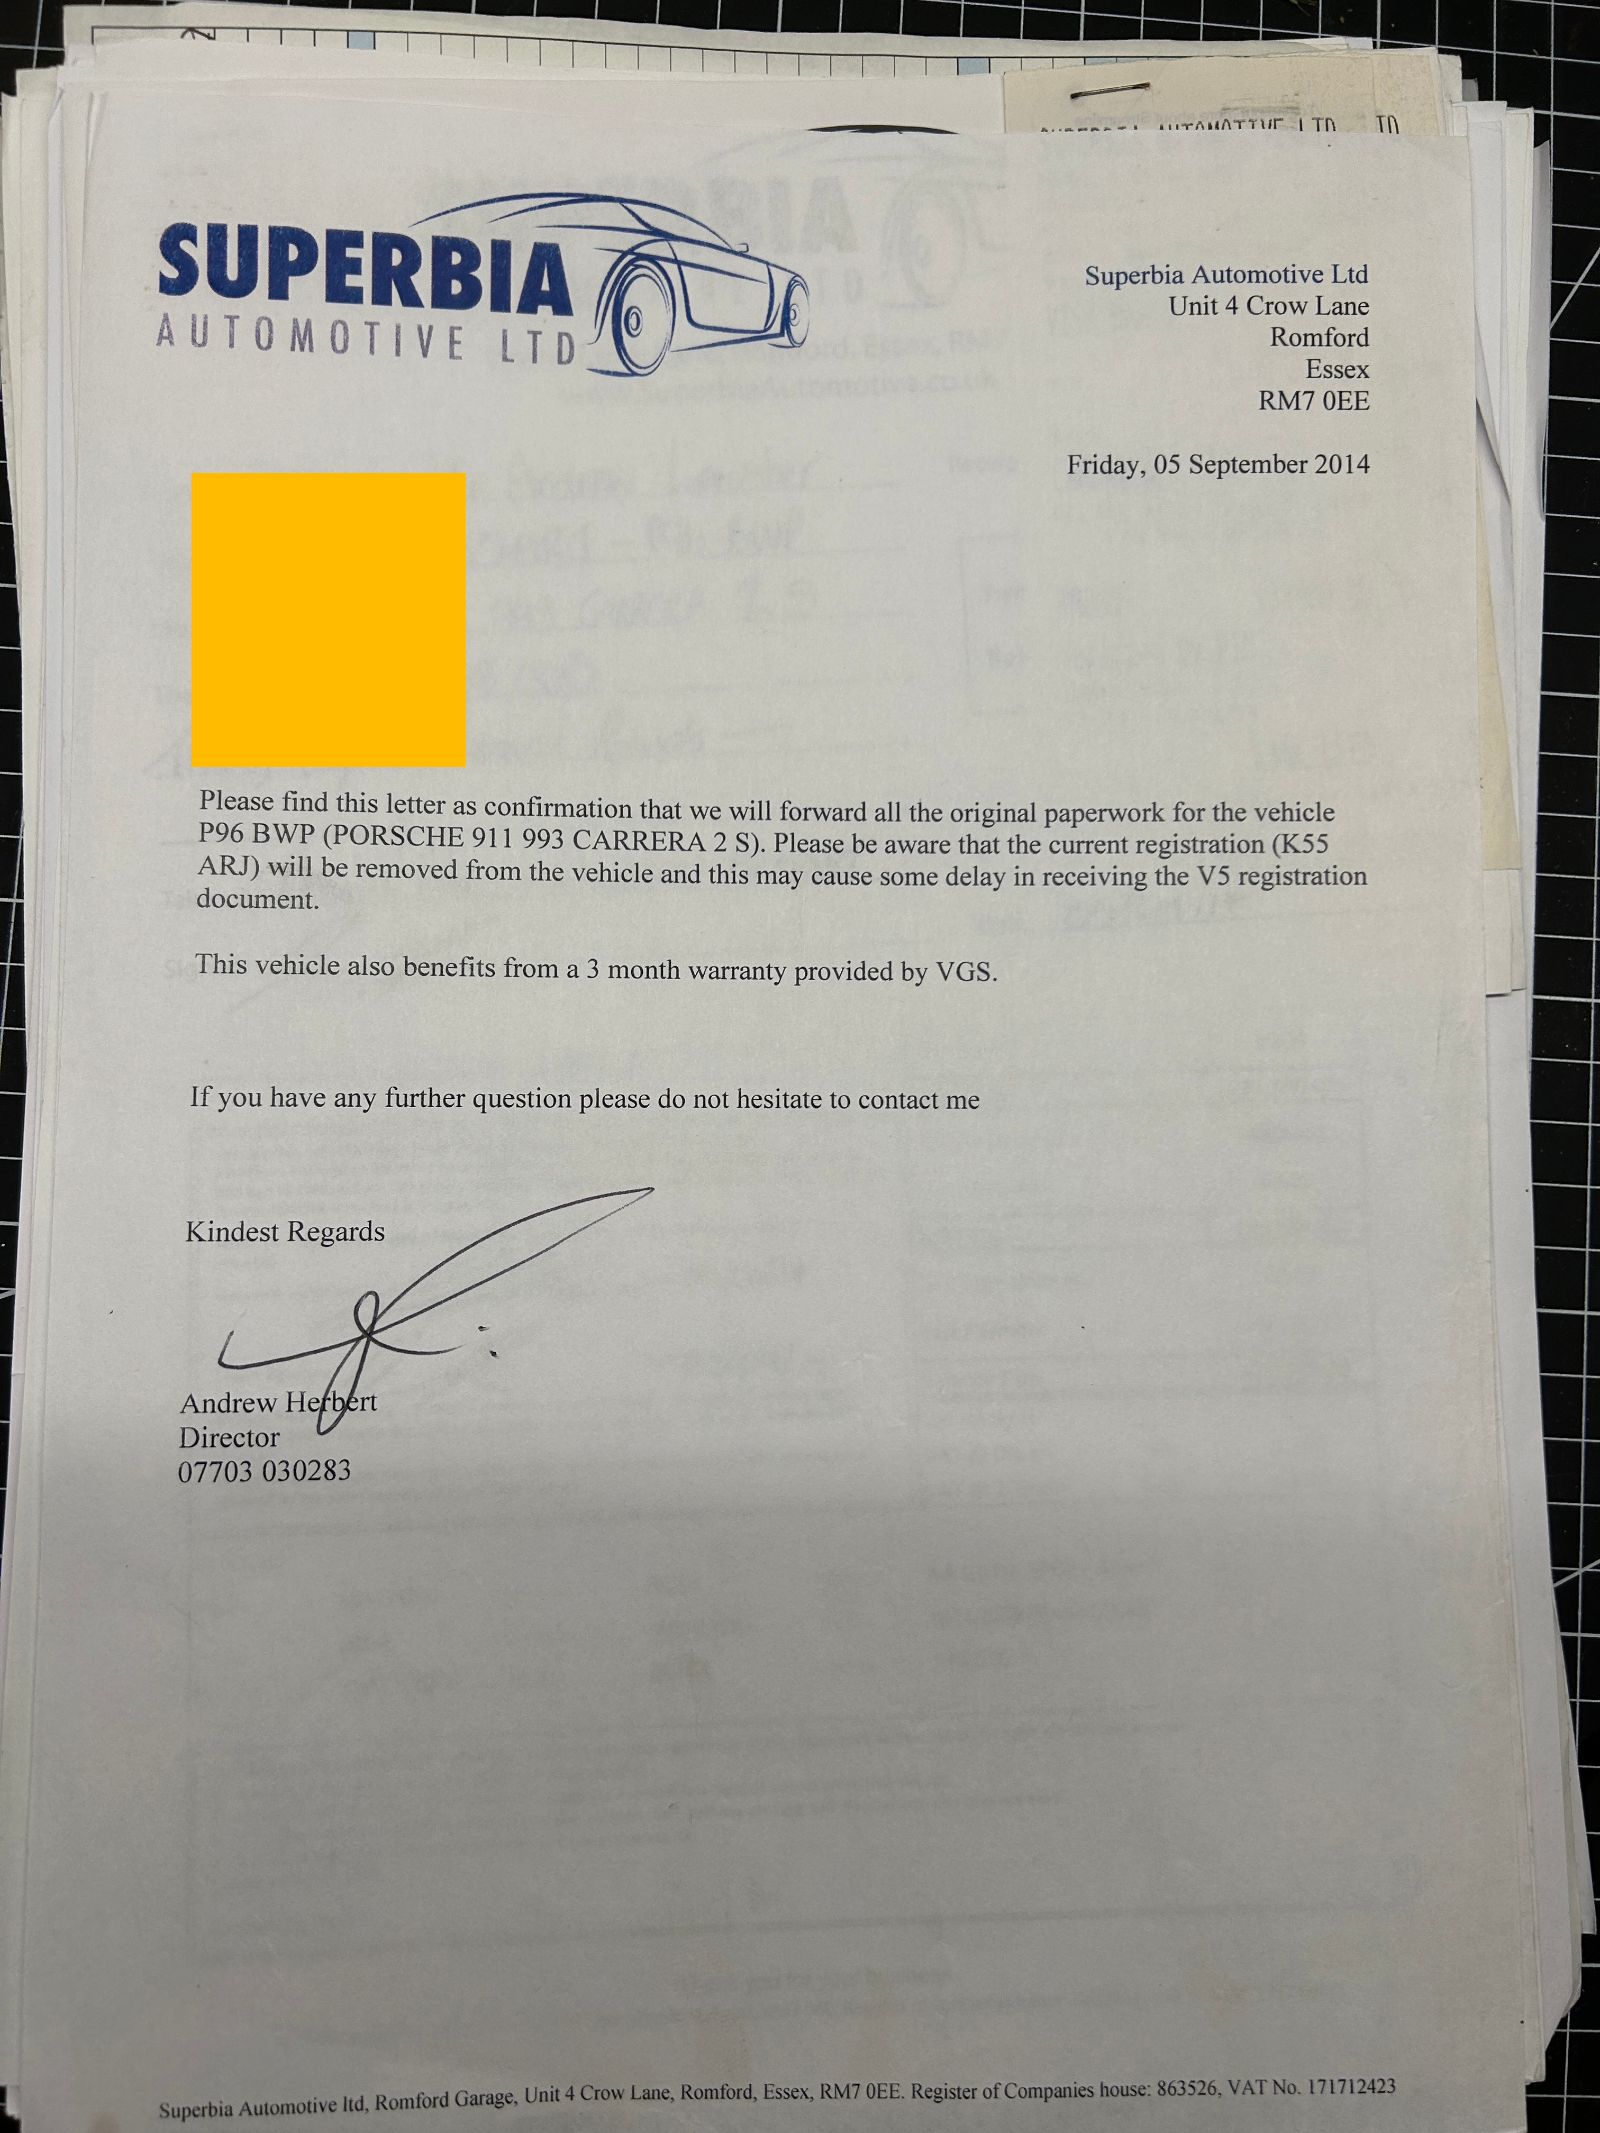 SUPERBIA AUTOMOTIVE LTD
SUPERBIA
AUTOMOTIVE LTD
Superbia Automotive Ltd
Unit 4 Crow Lane
Romford
Essex
RM7 0EE
Friday, 05 September 2014
Please find this letter as confirmation that we will forward all the original paperwork for the vehicle
P96 BWP (PORSCHE 911 993 CARRERA 2 S). Please be aware that the current registration (K55
ARJ) will be removed from the vehicle and this may cause some delay in receiving the V5 registration
document.
This vehicle also benefits from a 3 month warranty provided by VGS.
If you have any further question please do not hesitate to contact me
Kindest Regards
Andrew Herbert
Director
07703 030283
Superbia Automotive ltd, Romford Garage, Unit 4 Crow Lane, Romford, Essex, RM7 0EE. Register of Companies house: 863526, VAT No. 171712423